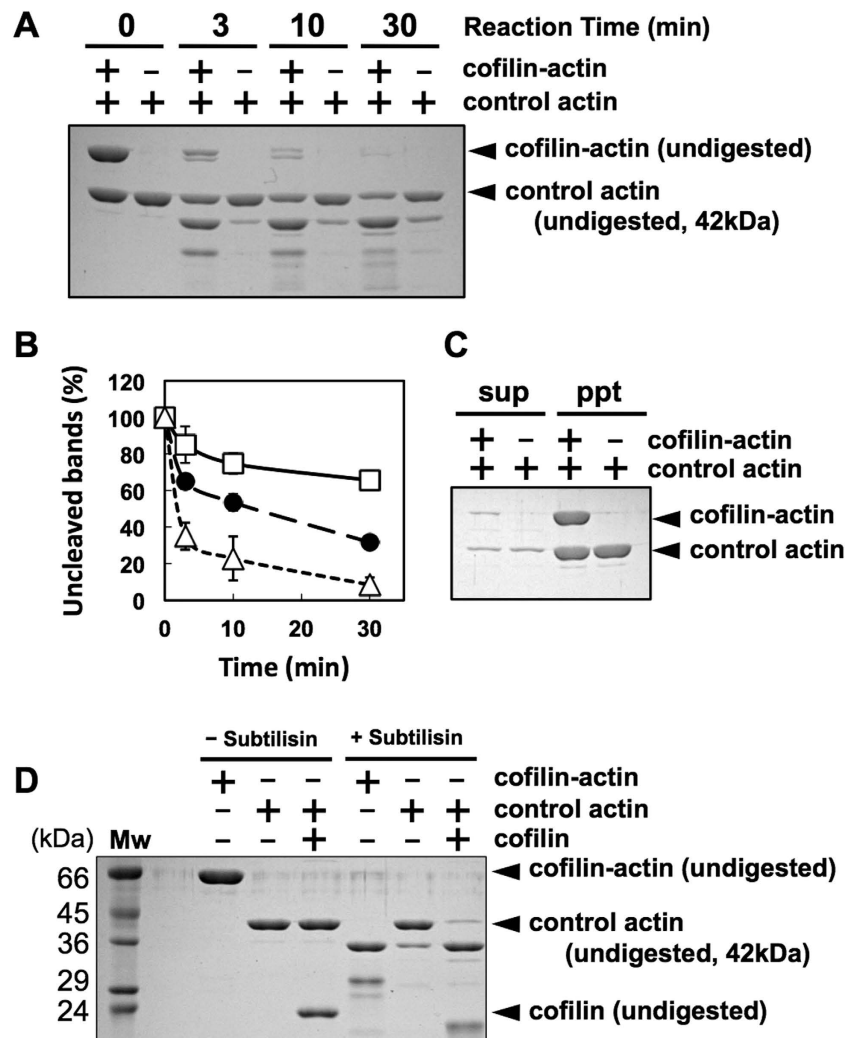 A
0 3 10 30 Reaction Time (min)
+ − + − + − + − cofilin-actin
+ + + + + + + + control actin
cofilin-actin (undigested)
control actin
(undigested, 42kDa)
B
Uncleaved bands (%)
120
100
80
60
40
20
0
0 10 20 30
Time (min)
C
sup ppt
+ − + − cofilin-actin
+ + + + control actin
cofilin-actin
control actin
D
− Subtilisin + Subtilisin
+ − − + − − cofilin-actin
− + + − + + control actin
(kDa) Mw − − + − − + cofilin
66
45
36
29
24
cofilin-actin (undigested)
control actin
(undigested, 42kDa)
cofilin (undigested)